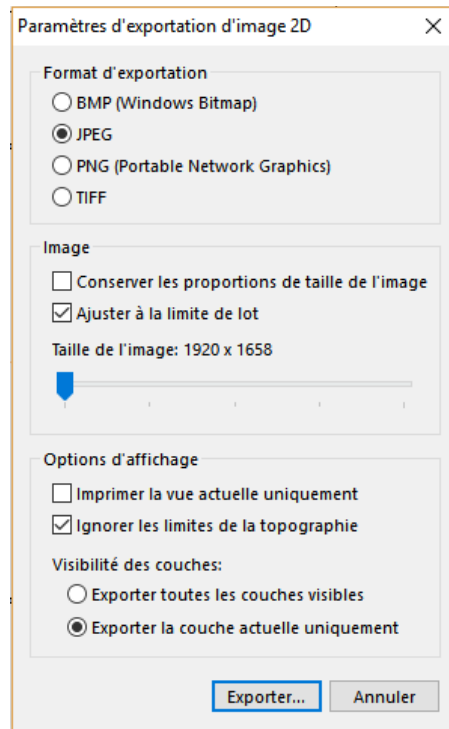 Paramètres d'exportation d'image 2D
Format d'exportation
BMP (Windows Bitmap)
JPEG
PNG (Portable Network Graphics)
TIFF
Image
Conserver les proportions de taille de l'image
Ajuster à la limite de lot
Taille de l'image: 1920 x 1658
Options d'affichage
Imprimer la vue actuelle uniquement
Ignorer les limites de la topographie
Visibilité des couches:
Exporter toutes les couches visibles
Exporter la couche actuelle uniquement
Exporter... Annuler